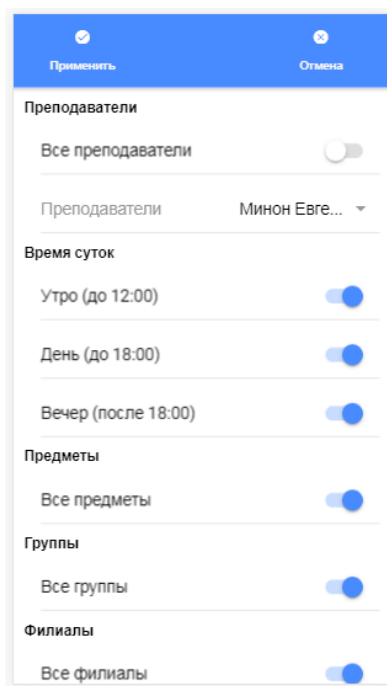 Применить Отмена
Преподаватели
Все преподаватели
Преподаватели Минон Евге...
Время суток
Утро (до 12:00)
День (до 18:00)
Вечер (после 18:00)
Предметы
Все предметы
Группы
Все группы
Филиалы
Все филиалы